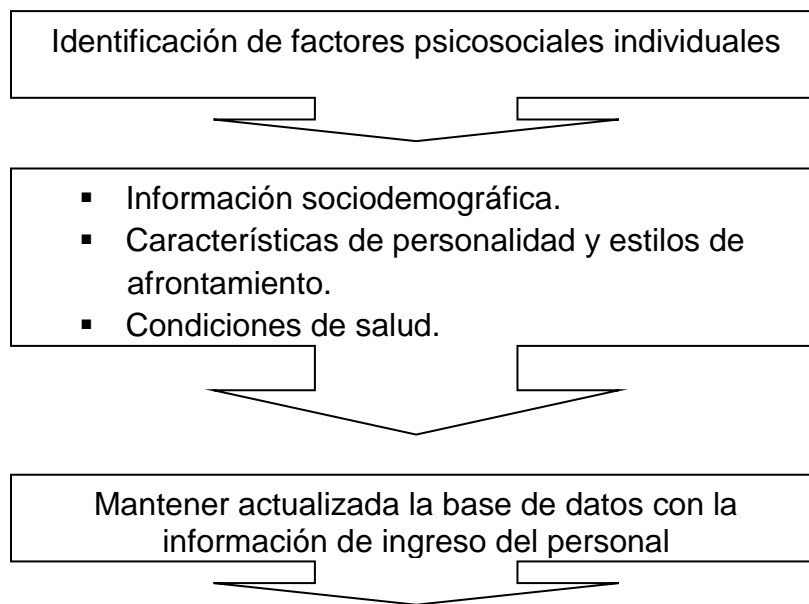 Identificación de factores psicosociales individuales
▪ Información sociodemográfica.
▪ Características de personalidad y estilos de
afrontamiento.
▪ Condiciones de salud.
Mantener actualizada la base de datos con la
información de ingreso del personal